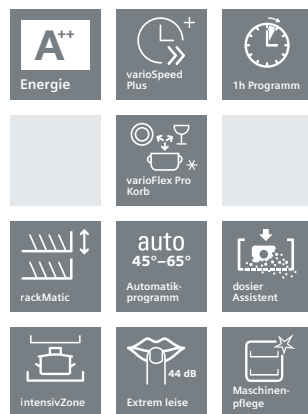 A++
Energie
varioSpeed
Plus
1h Programm
varioFlex Pro
Korb
rackMatic
auto
45°–65°
Automatik-
programm
dosier
Assistent
intensivZone
44 dB
Extrem leise
Maschinen-
pflege